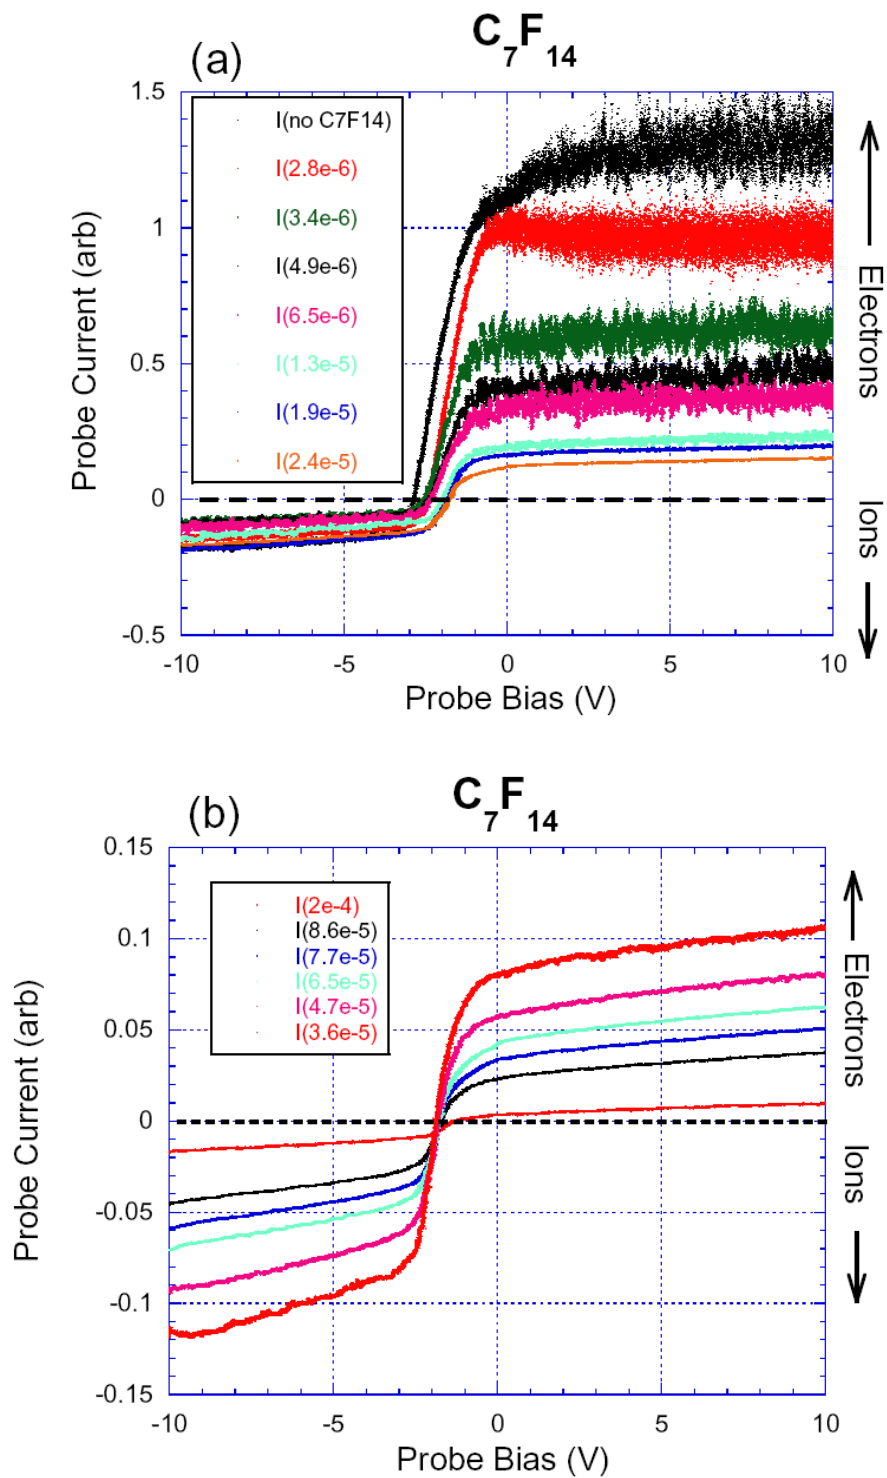 C7F14
(a)
1.5
1
0.5
0
-0.5
-10
-5
0
5
10
I(no C7F14)
I(2.8e-6)
I(3.4e-6)
I(4.9e-6)
I(6.5e-6)
I(1.3e-5)
I(1.9e-5)
I(2.4e-5)
Probe Current (arb)
Probe Bias (V)
Electrons
Ions
C7F14
(b)
0.15
0.1
0.05
0
-0.05
-0.1
-0.15
-10
-5
0
5
10
I(2e-4)
I(8.6e-5)
I(7.7e-5)
I(6.5e-5)
I(4.7e-5)
I(3.6e-5)
Probe Current (arb)
Probe Bias (V)
Electrons
Ions